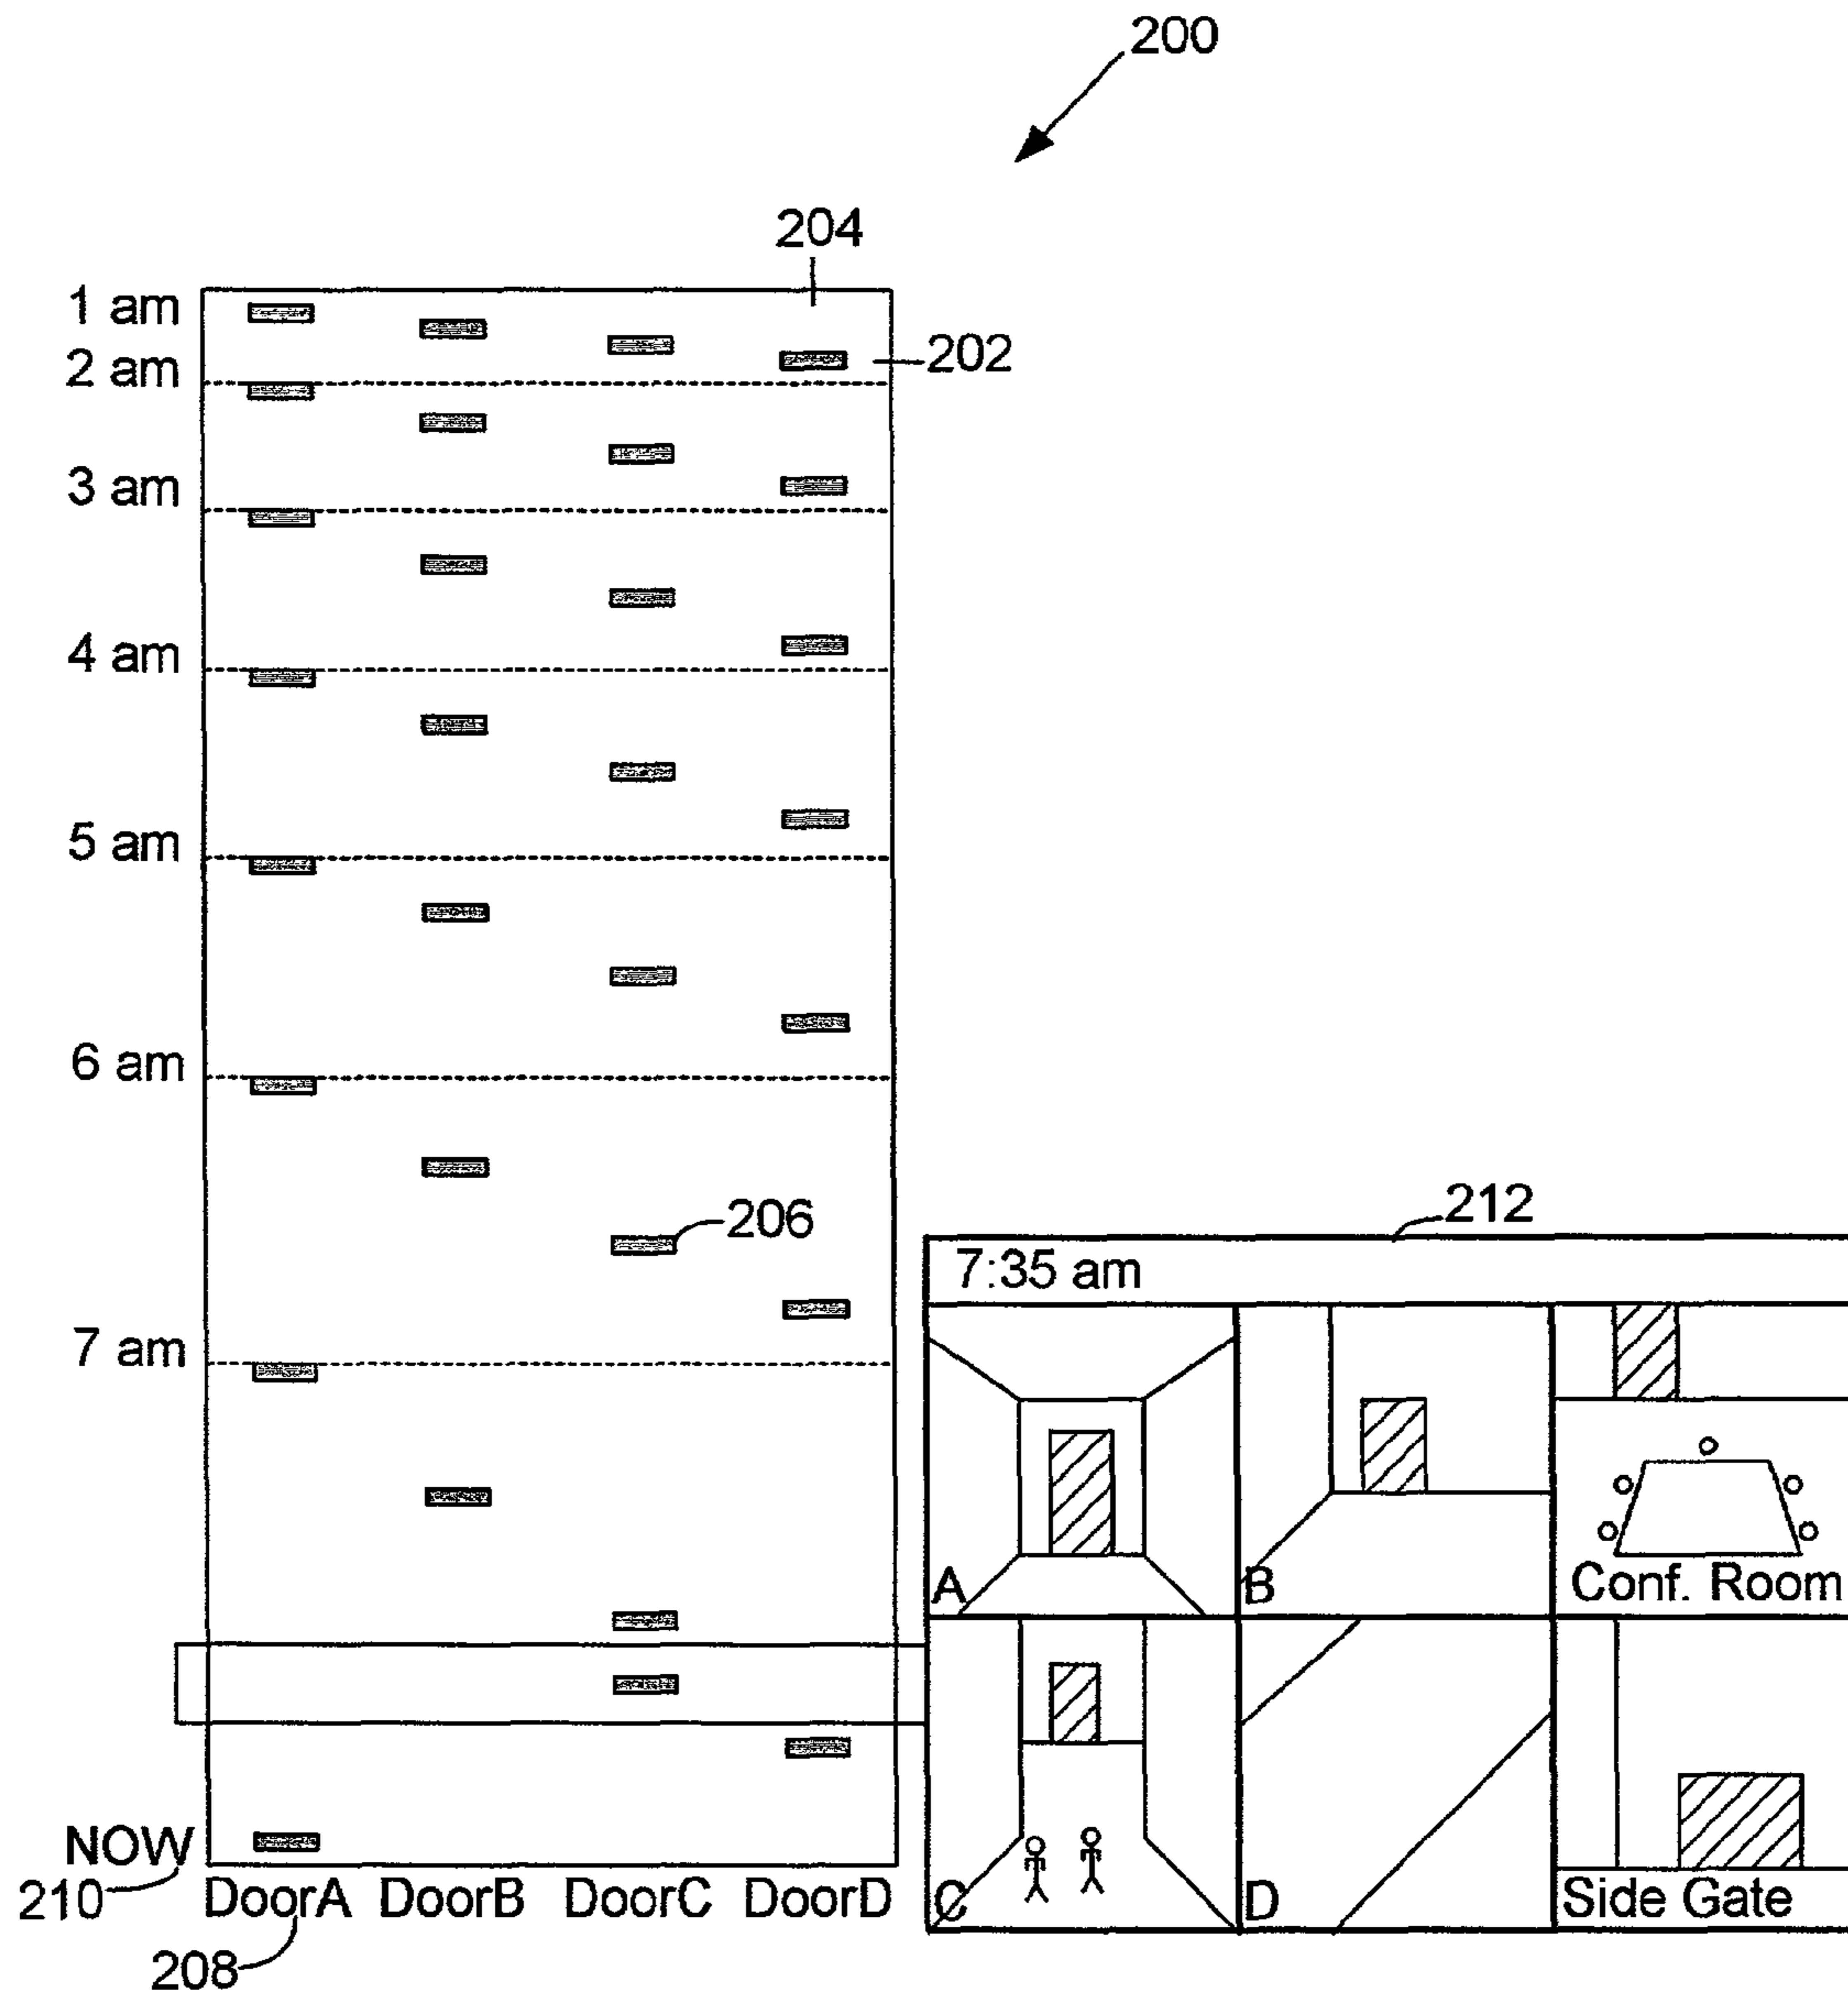 200
204
1 am
202
2 am
3 am
4 am
5 am
6 am
206
212
7:35 am
7 am
A
B
Conf. Room
NOW
210
DoorA DoorB DoorC DoorD
C
D
Side Gate
208